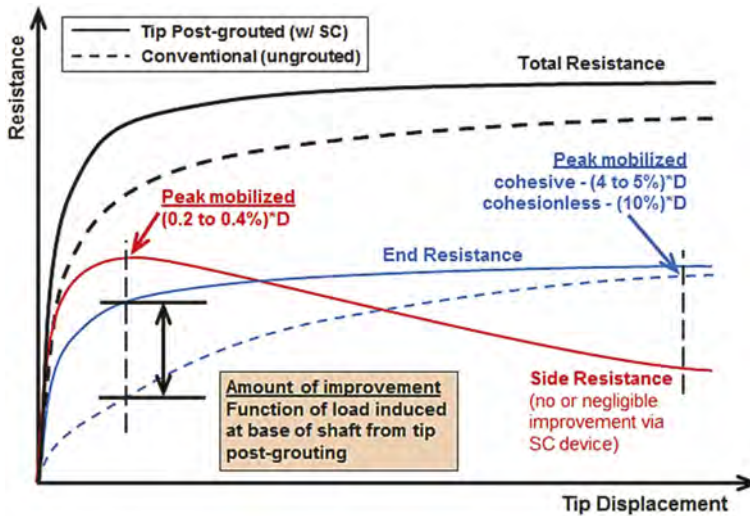 Tip Post-grouted (w/ SC)
Conventional (ungrouted)
Total Resistance
Resistance
Peak mobilized
(0.2 to 0.4%)*D
Peak mobilized
cohesive - (4 to 5%)*D
cohesionless - (10%)*D
End Resistance
Amount of improvement
Function of load induced
at base of shaft from tip
post-grouting
Side Resistance
(no or negligible
improvement via
SC device)
Tip Displacement